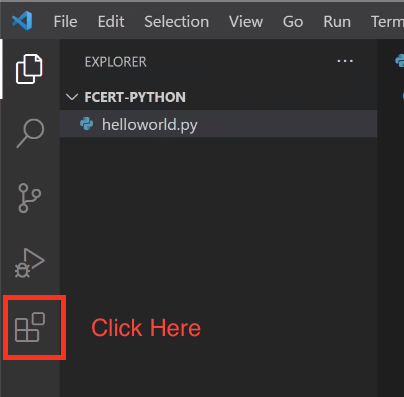 File Edit Selection View Go Run Term
EXPLORER ...
FCERT-PYTHON
helloworld.py
Click Here